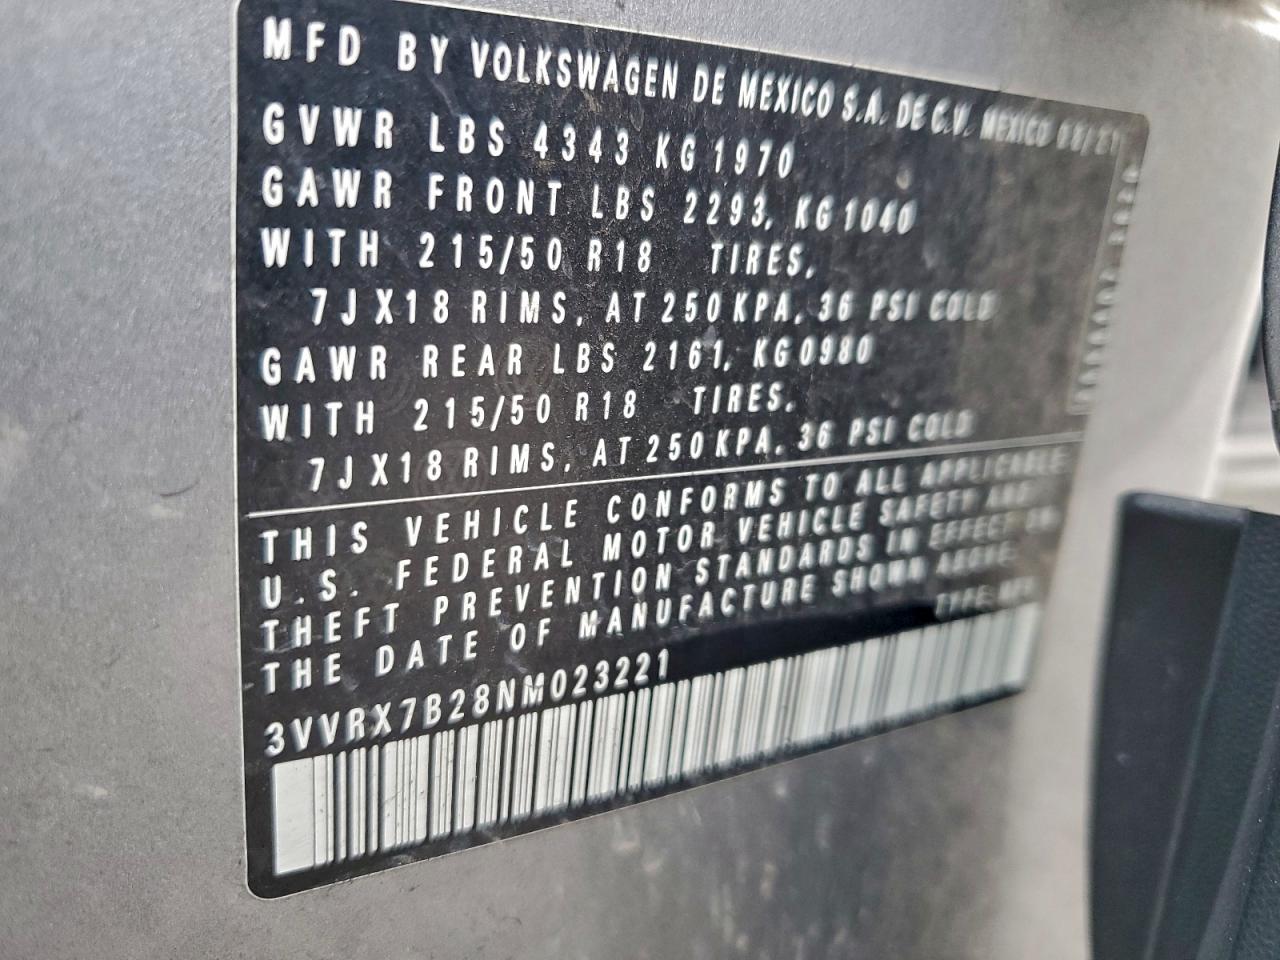 MFD BY VOLKSWAGEN DE MEXICO S.A. DE C.V. MEXICO
GVWR LBS 4343 KG 1970
GAWR FRONT LBS 2293, KG 1040
WITH 215/50 R18 TIRES,
7J X18 RIMS, AT 250 KPA, 36 PSI COLD
GAWR REAR LBS 2161, KG 0980
WITH 215/50 R18 TIRES,
7J X18 RIMS, AT 250 KPA, 36 PSI COLD
THIS VEHICLE CONFORMS TO ALL APPLICABLE
U.S. FEDERAL MOTOR VEHICLE SAFETY AND
THEFT PREVENTION STANDARDS IN EFFECT ON
THE DATE OF MANUFACTURE SHOWN ABOVE.
3VVRX7B28NM023221 TYPE: MPV